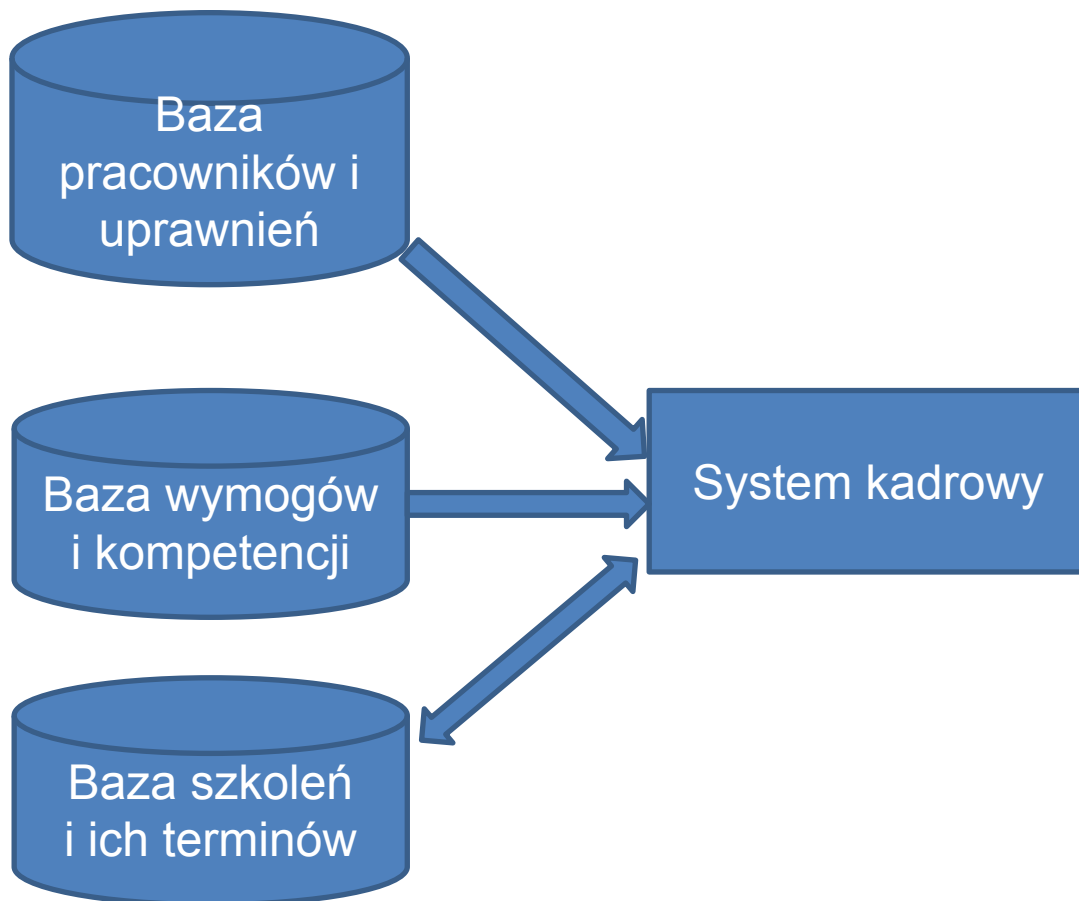 Baza
pracowników i
uprawnień
Baza wymogów
i kompetencji
System kadrowy
Baza szkoleń
i ich terminów